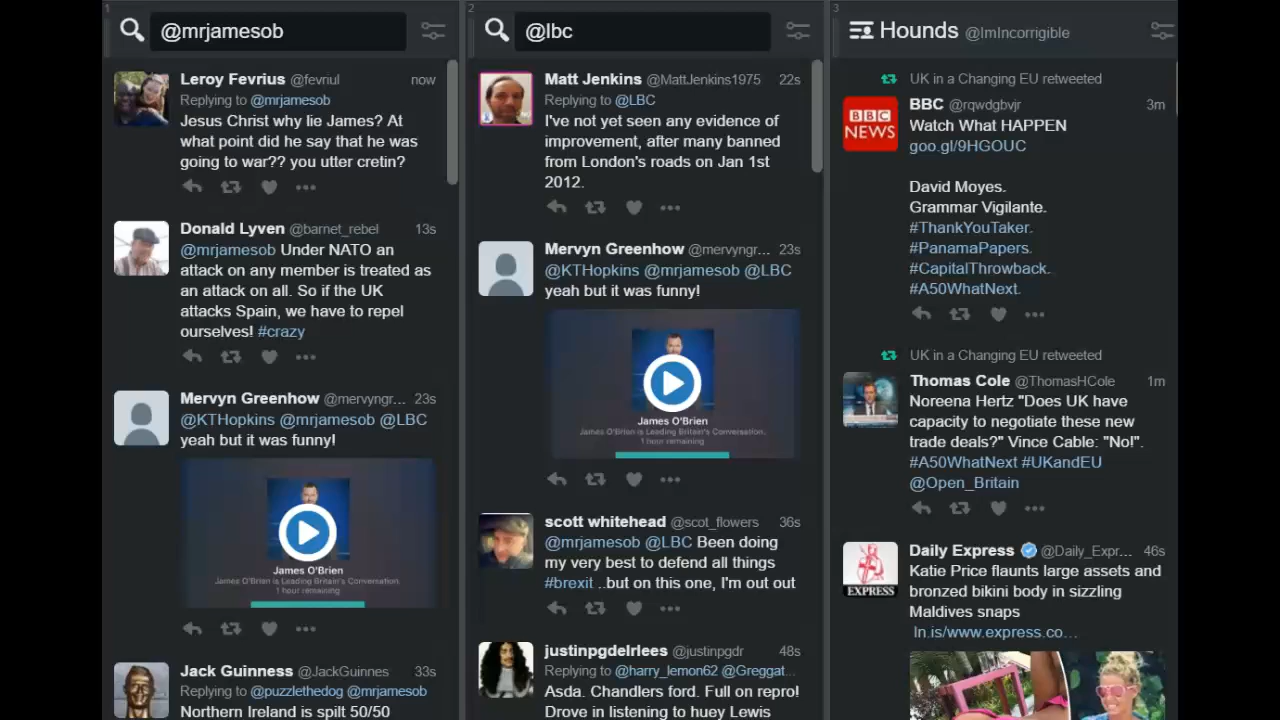 1
@mrjamesob
Leroy Fevrius @fevriul now
Replying to @mrjamesob
Jesus Christ why lie James? At
what point did he say that he was
going to war?? you utter cretin?
Donald Lyven @barnet_rebel 13s
@mrjamesob Under NATO an
attack on any member is treated as
an attack on all. So if the UK
attacks Spain, we have to repel
ourselves! #crazy
Mervyn Greenhow @mervyngr... 23s
@KTHopkins @mrjamesob @LBC
yeah but it was funny!
James O'Brien
James O'Brien is Leading Britain's Conversation.
1 hour remaining
Jack Guinness @JackGuinnes 33s
Replying to @puzzlethedog @mrjamesob
Northern Ireland is spilt 50/50
2
@lbc
Matt Jenkins @MattJenkins1975 22s
Replying to @LBC
I've not yet seen any evidence of
improvement, after many banned
from London's roads on Jan 1st
2012.
Mervyn Greenhow @mervyngr... 23s
@KTHopkins @mrjamesob @LBC
yeah but it was funny!
James O'Brien
James O'Brien is Leading Britain's Conversation.
1 hour remaining
scott whitehead @scot_flowers 36s
@mrjamesob @LBC Been doing
my very best to defend all things
#brexit ..but on this one, I'm out out
justinpgdelrlees @justinpgdr 48s
Replying to @harry_lemon62 @Greggat...
Asda. Chandlers ford. Full on repro!
Drove in listening to huey Lewis
3
Hounds @ImIncorrigible
UK in a Changing EU retweeted
BBC NEWS
BBC @rqwdgbvjr 3m
Watch What HAPPEN
goo.gl/9HGOUC
David Moyes.
Grammar Vigilante.
#ThankYouTaker.
#PanamaPapers.
#CapitalThrowback.
#A50WhatNext.
UK in a Changing EU retweeted
Thomas Cole @ThomasHCole 1m
Noreena Hertz "Does UK have
capacity to negotiate these new
trade deals?" Vince Cable: "No!".
#A50WhatNext #UKandEU
@Open_Britain
EXPRESS
Daily Express @Daily_Expr... 46s
Katie Price flaunts large assets and
bronzed bikini body in sizzling
Maldives snaps
ln.is/www.express.co…